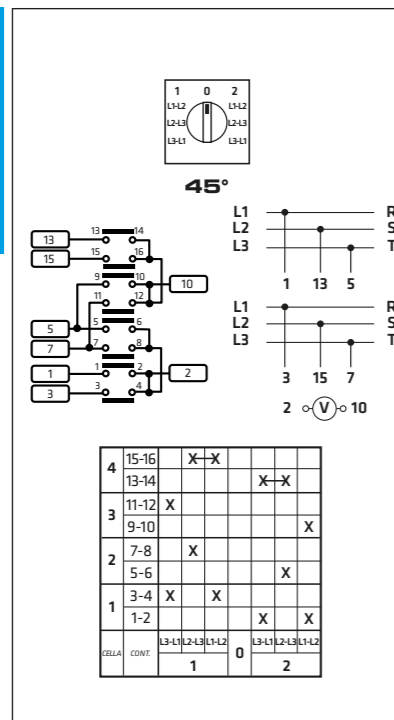 1 0 2
L1-L2 L1-L2
L2-L3 L2-L3
L3-L1 L3-L1
45°
13 13 14
15 15 16
9 10
10
11 12
5 5 6
7 7 8
1 1 2
2
3 3 4
L1 R
L2 S
L3 T
1 13 5
L1 R
L2 S
L3 T
3 15 7
2 V 10
4 15-16 X X
13-14 X X
3 11-12 X
9-10 X
2 7-8 X
5-6 X
1 3-4 X X
1-2 X X
CELLA CONT. L3-L1 L2-L3 L1-L2 0 L3-L1 L2-L3 L1-L2
1 2